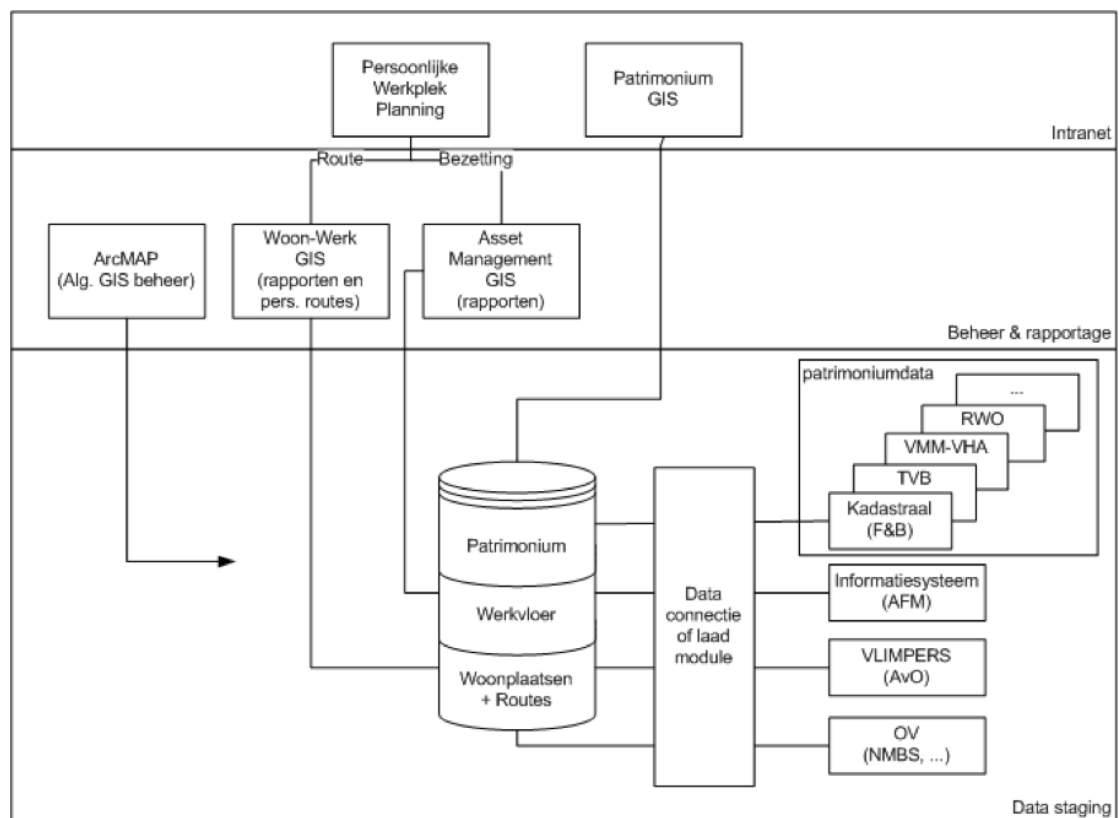 Persoonlijke
Werkplek
Planning
Patrimonium
GIS
Intranet
Route
Bezetting
ArcMAP
(Alg. GIS beheer)
Woon-Werk
GIS
(rapporten en
pers. routes)
Asset
Management
GIS
(rapporten)
Beheer & rapportage
patrimoniumdata
...
RWO
VMM-VHA
TVB
Kadastraal
(F&B)
Patrimonium
Werkvloer
Woonplaatsen
+ Routes
Data
connectie
of laad
module
Informatiesysteem
(AFM)
VLIMPERS
(AvO)
OV
(NMBS, ...)
Data staging